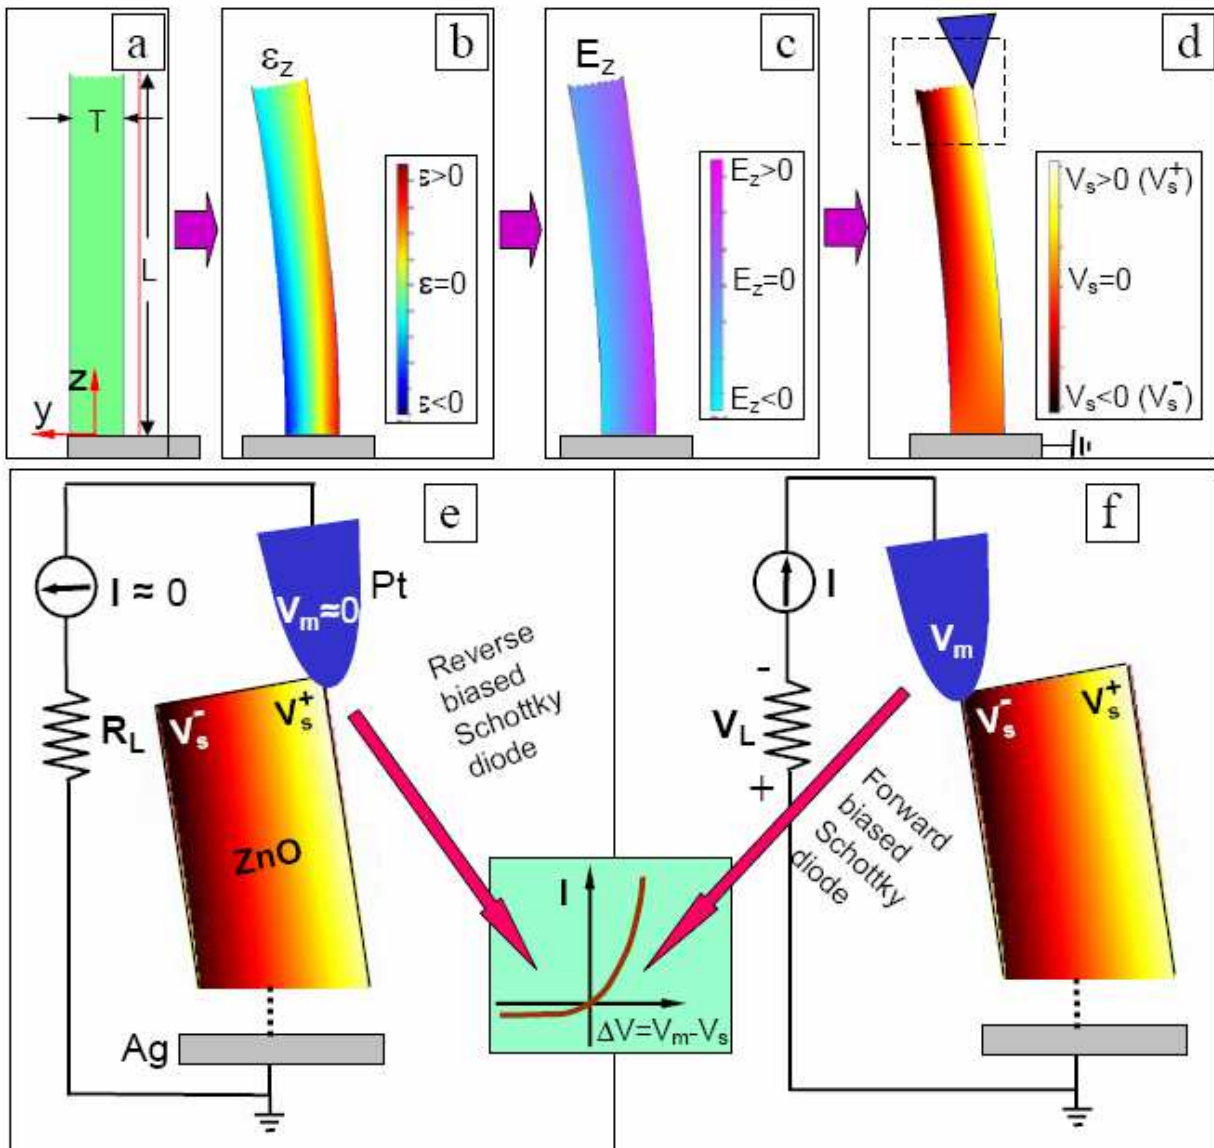 a
T
L
z
y
b
εz
ε>0
ε=0
ε<0
c
Ez
Ez>0
Ez=0
Ez<0
d
Vs>0 (Vs+)
Vs=0
Vs<0 (Vs-)
e
I ≈ 0
Vm≈0
Pt
RL
Vs-
Vs+
ZnO
Ag
Reverse
biased
Schottky
diode
I
ΔV=Vm-Vs
f
I
Vm
-
VL
+
Vs-
Vs+
Forward
biased
Schottky
diode